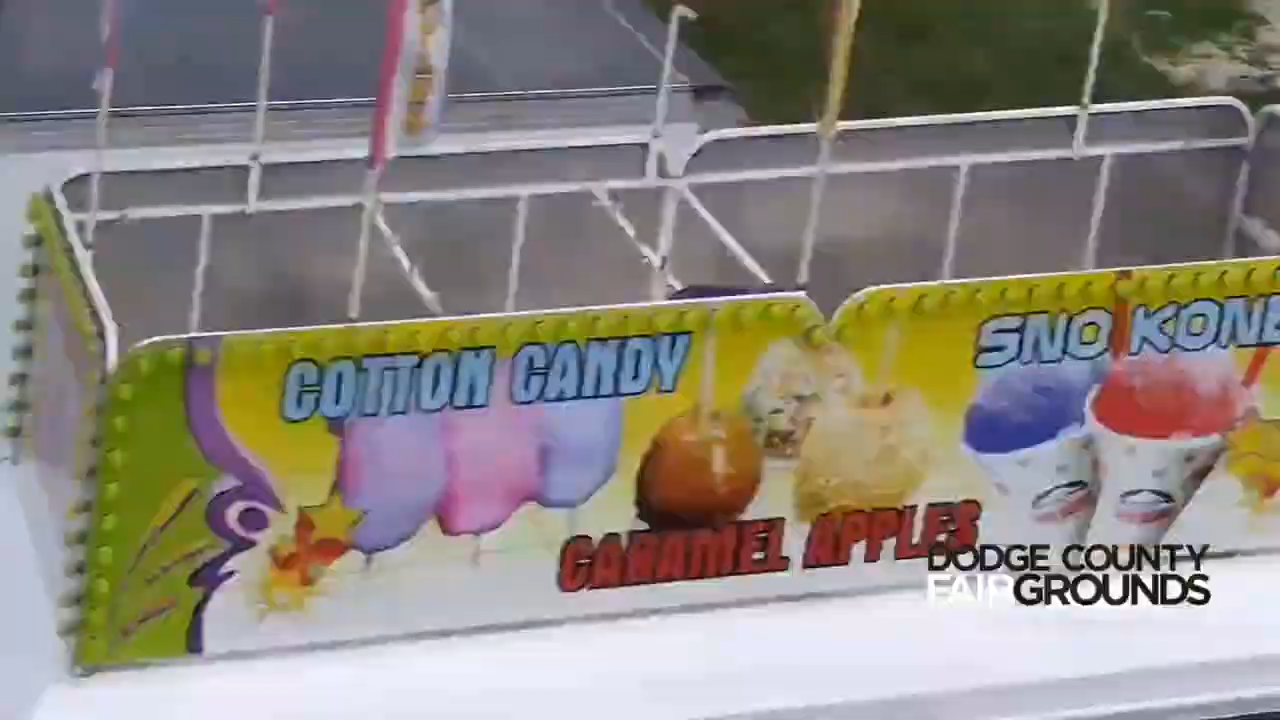 COTTON CANDY
SNO KONE
CARAMEL APPLES
DODGE COUNTY
FAIRGROUNDS